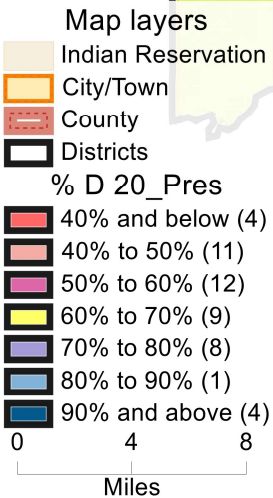 Map layers
Indian Reservation
City/Town
County
Districts
% D 20_Pres
40% and below (4)
40% to 50% (11)
50% to 60% (12)
60% to 70% (9)
70% to 80% (8)
80% to 90% (1)
90% and above (4)
0 4 8
Miles